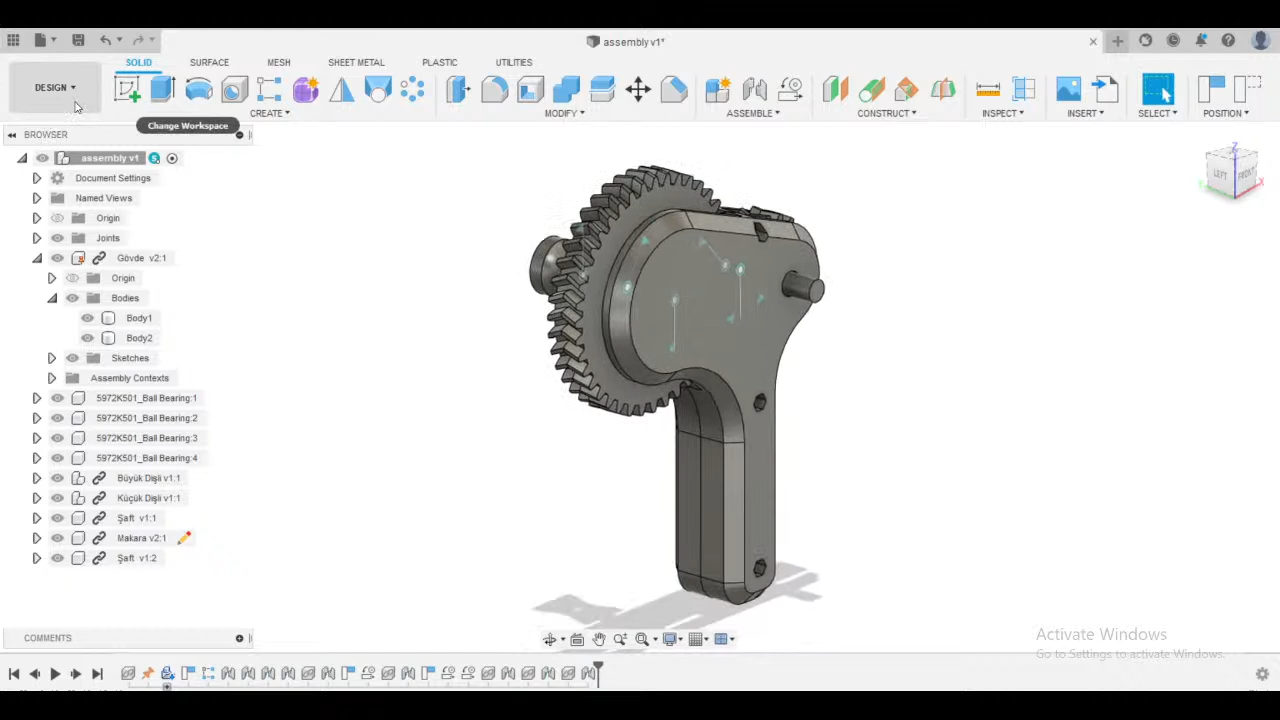 assembly v1*
SOLID SURFACE MESH SHEET METAL PLASTIC UTILITIES
DESIGN
CREATE MODIFY ASSEMBLE CONSTRUCT INSPECT INSERT SELECT POSITION
Change Workspace
BROWSER
assembly v1
Document Settings
Named Views
Origin
Joints
Gövde v2:1
Origin
Bodies
Body1
Body2
Sketches
Assembly Contexts
5972K501_Ball Bearing:1
5972K501_Ball Bearing:2
5972K501_Ball Bearing:3
5972K501_Ball Bearing:4
Büyük Dişli v1:1
Küçük Dişli v1:1
Şaft v1:1
Makara v2:1
Şaft v1:2
Z
LEFT FRONT
X
COMMENTS
Activate Windows
Go to Settings to activate Windows.